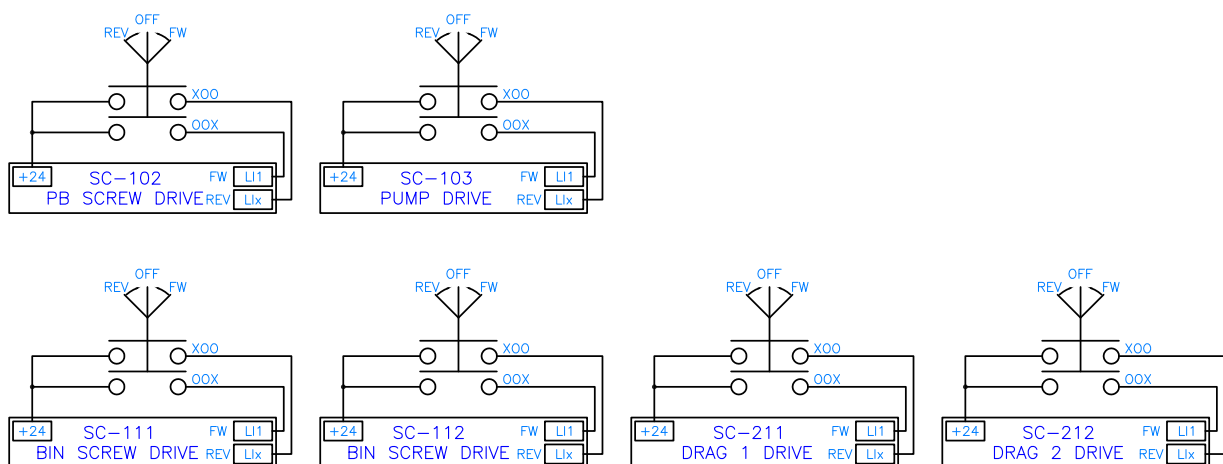 OFF OFF
REV FW REV FW
XOO XOO
OOX OOX
+24 SC-102 FW LI1 +24 SC-103 FW LI1
PB SCREW DRIVE REV LIx PUMP DRIVE REV LIx
OFF OFF OFF OFF
REV FW REV FW REV FW REV FW
XOO XOO XOO XOO
OOX OOX OOX OOX
+24 SC-111 FW LI1 +24 SC-112 FW LI1 +24 SC-211 FW LI1 +24 SC-212 FW LI1
BIN SCREW DRIVE REV LIx BIN SCREW DRIVE REV LIx DRAG 1 DRIVE REV LIx DRAG 2 DRIVE REV LIx